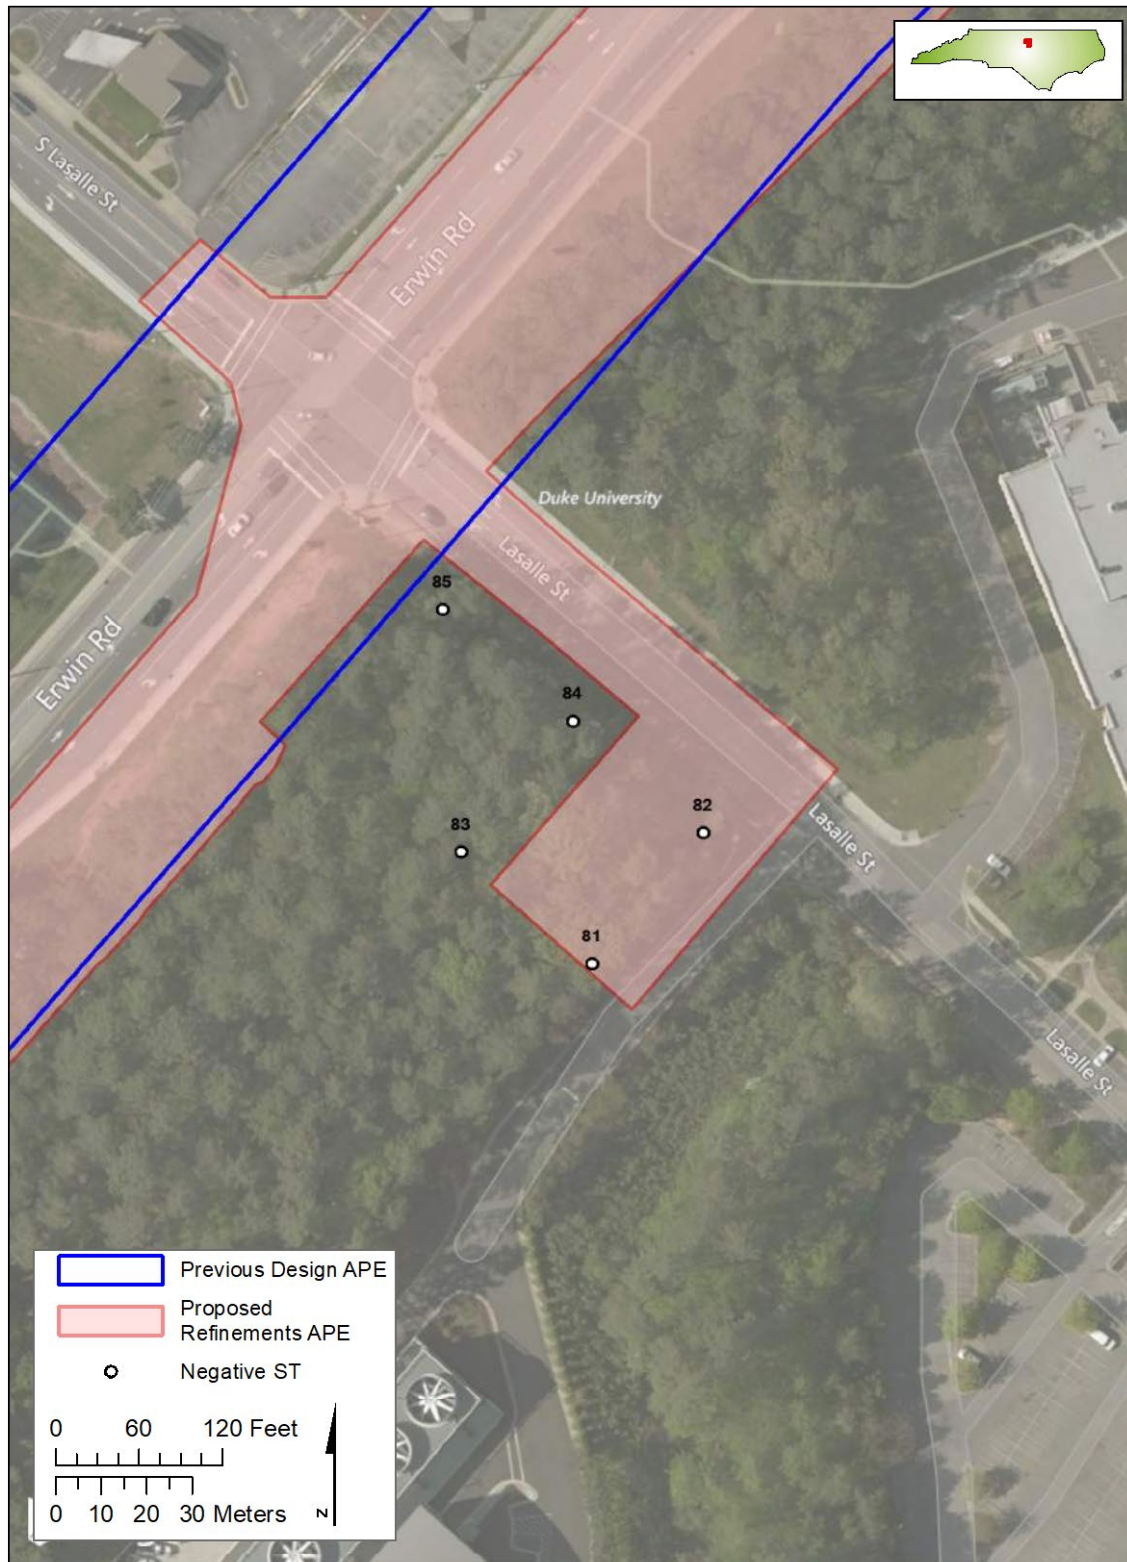 S Lasalle St
Erwin Rd
Duke University
Lasalle St
85
84
Erwin Rd
83
82
Lasalle St
81
Lasalle St
Previous Design APE
Proposed
Refinements APE
Negative ST
0 60 120 Feet
0 10 20 30 Meters
N